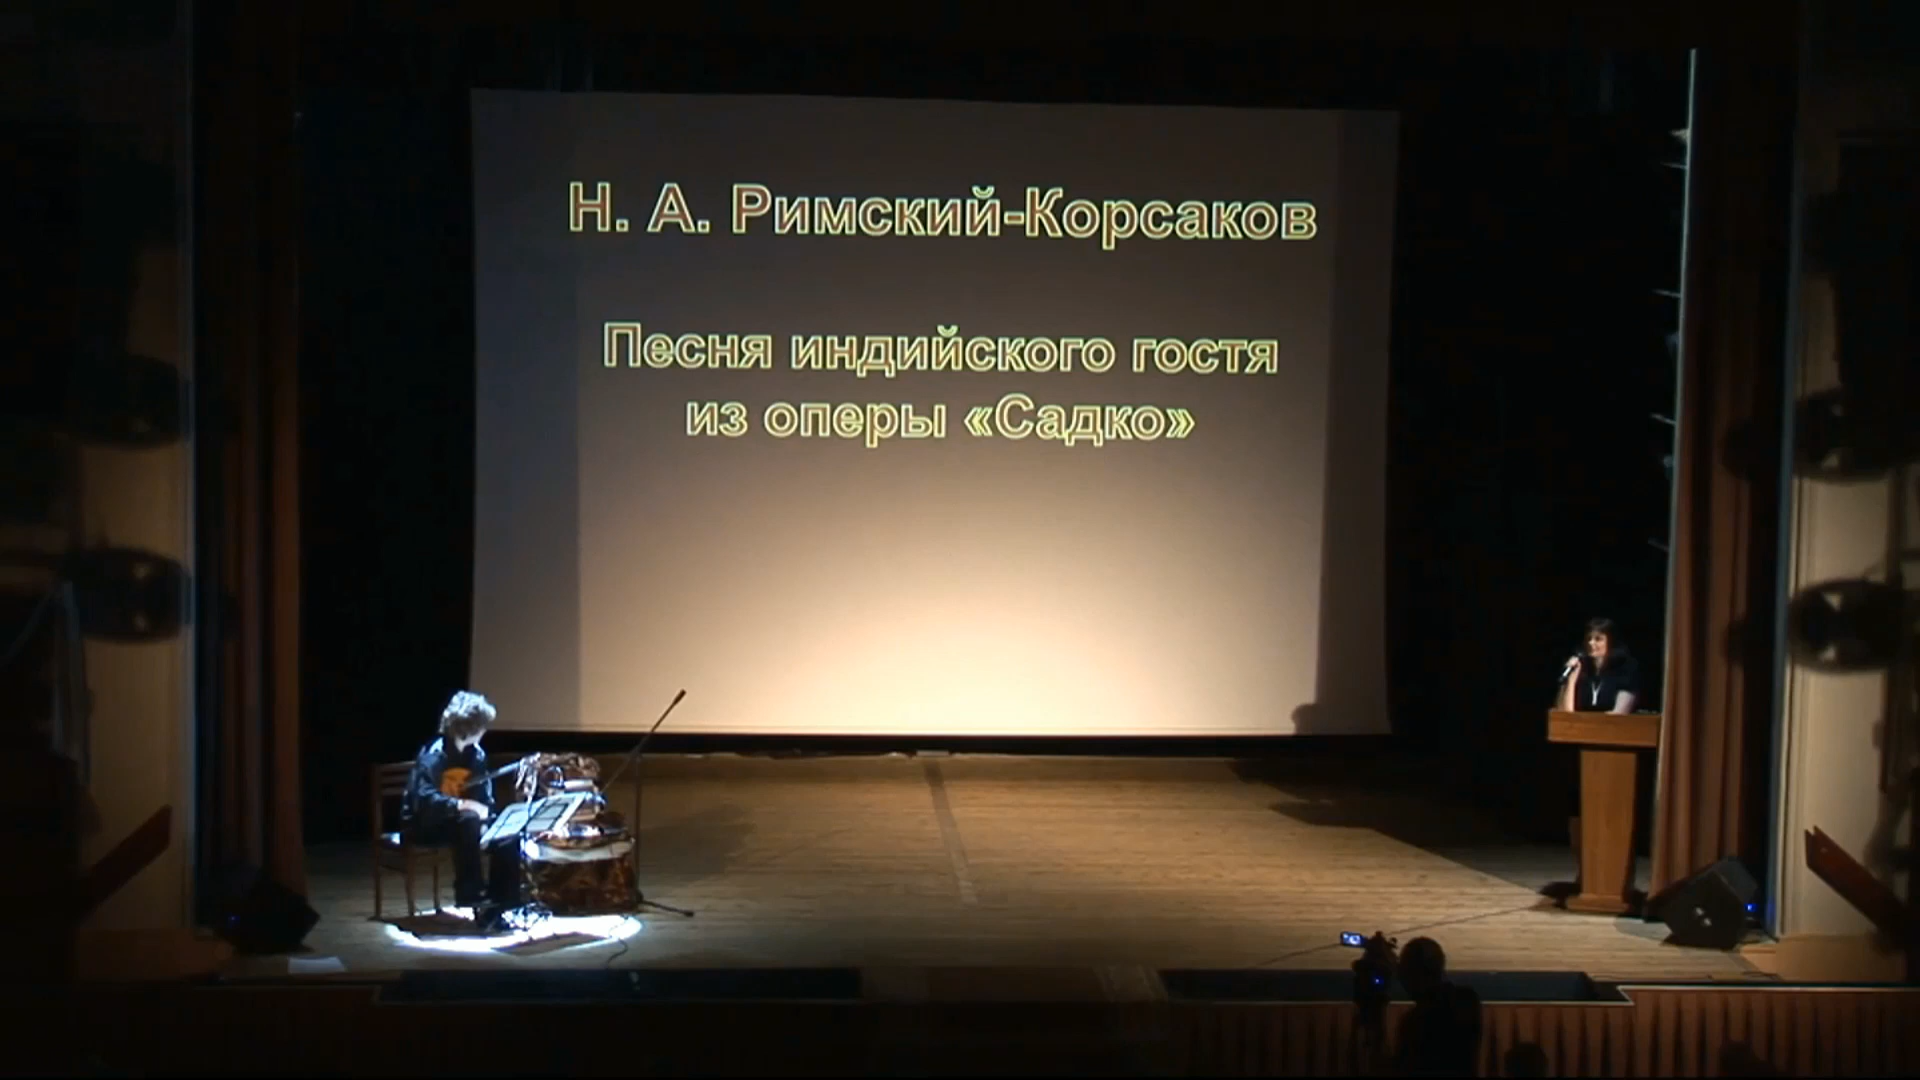 Н. А. Римский-Корсаков
Песня индийского гостя
из оперы «Садко»